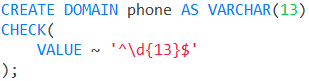 CREATE DOMAIN phone AS VARCHAR(13)
CHECK(
    VALUE ~ '^\d{13}$'
);